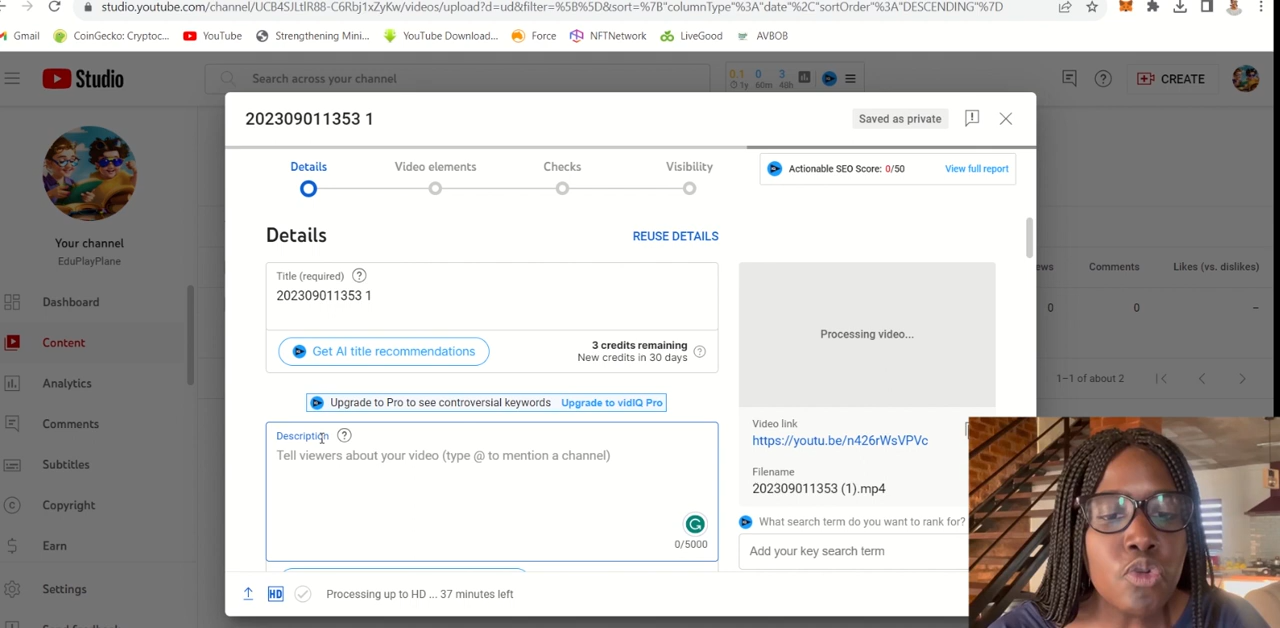 studio.youtube.com/channel/UCB4SJLtlR88-C6Rbj1xZyKw/videos/upload?d=ud&filter=%5B%5D&sort=%7B"columnType"%3A"date"%2C"sortOrder"%3A"DESCENDING"%7D
Gmail CoinGecko: Cryptoc... YouTube Strengthening Mini... YouTube Download... Force NFTNetwork LiveGood AVBOB
Studio
Search across your channel
0.1 0 3
1y 60m 48h
CREATE
202309011353 1
Saved as private
Details Video elements Checks Visibility
Actionable SEO Score: 0/50 View full report
Your channel
EduPlayPlane
Dashboard
Content
Analytics
Comments
Subtitles
Copyright
Earn
Settings
Details
REUSE DETAILS
Title (required)
202309011353 1
Get AI title recommendations
3 credits remaining
New credits in 30 days
Upgrade to Pro to see controversial keywords Upgrade to vidIQ Pro
Description
Tell viewers about your video (type @ to mention a channel)
0/5000
Processing video...
Video link
https://youtu.be/n426rWsVPVc
Filename
202309011353 (1).mp4
What search term do you want to rank for?
Add your key search term
HD Processing up to HD ... 37 minutes left
Comments Likes (vs. dislikes)
0 0 –
1–1 of about 2